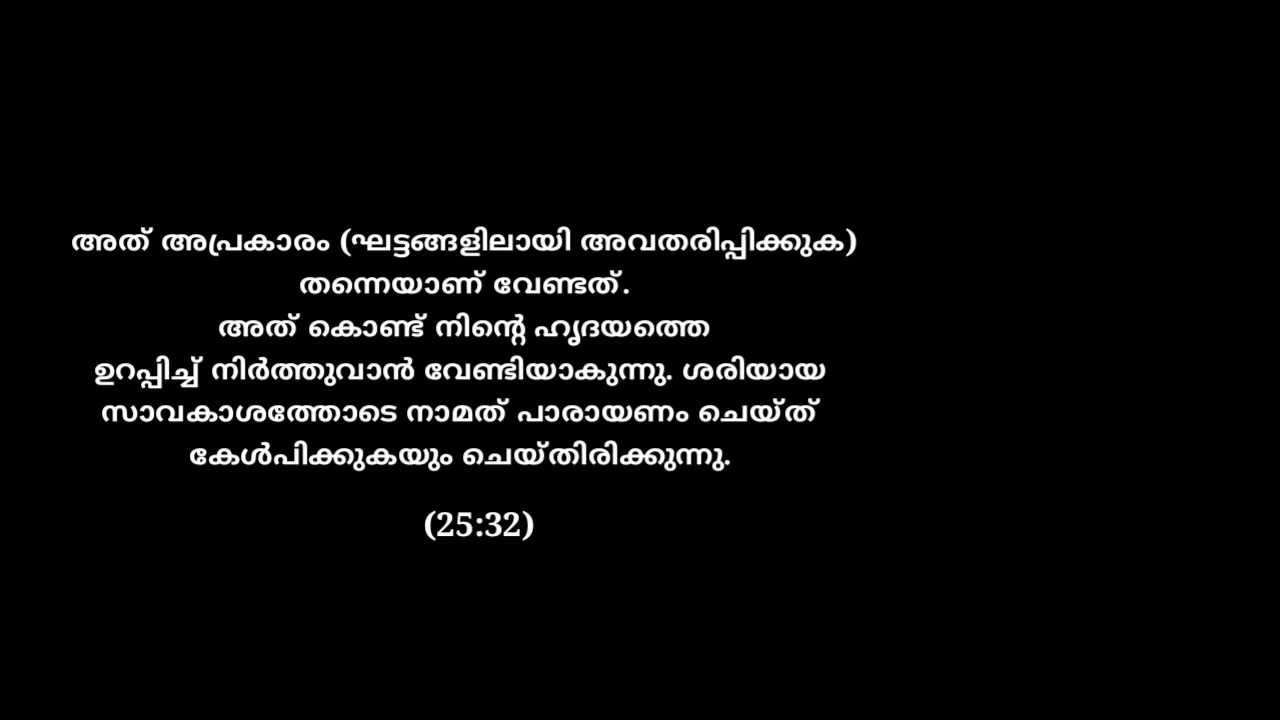 അത് അപ്രകാരം (ഘട്ടങ്ങളിലായി അവതരിപ്പിക്കുക)
തന്നെയാണ് വേണ്ടത്.
അത് കൊണ്ട് നിന്റെ ഹൃദയത്തെ
ഉറപ്പിച്ച് നിർത്തുവാൻ വേണ്ടിയാകുന്നു. ശരിയായ
സാവകാശത്തോടെ നാമത് പാരായണം ചെയ്ത്
കേൾപിക്കുകയും ചെയ്തിരിക്കുന്നു.
(25:32)